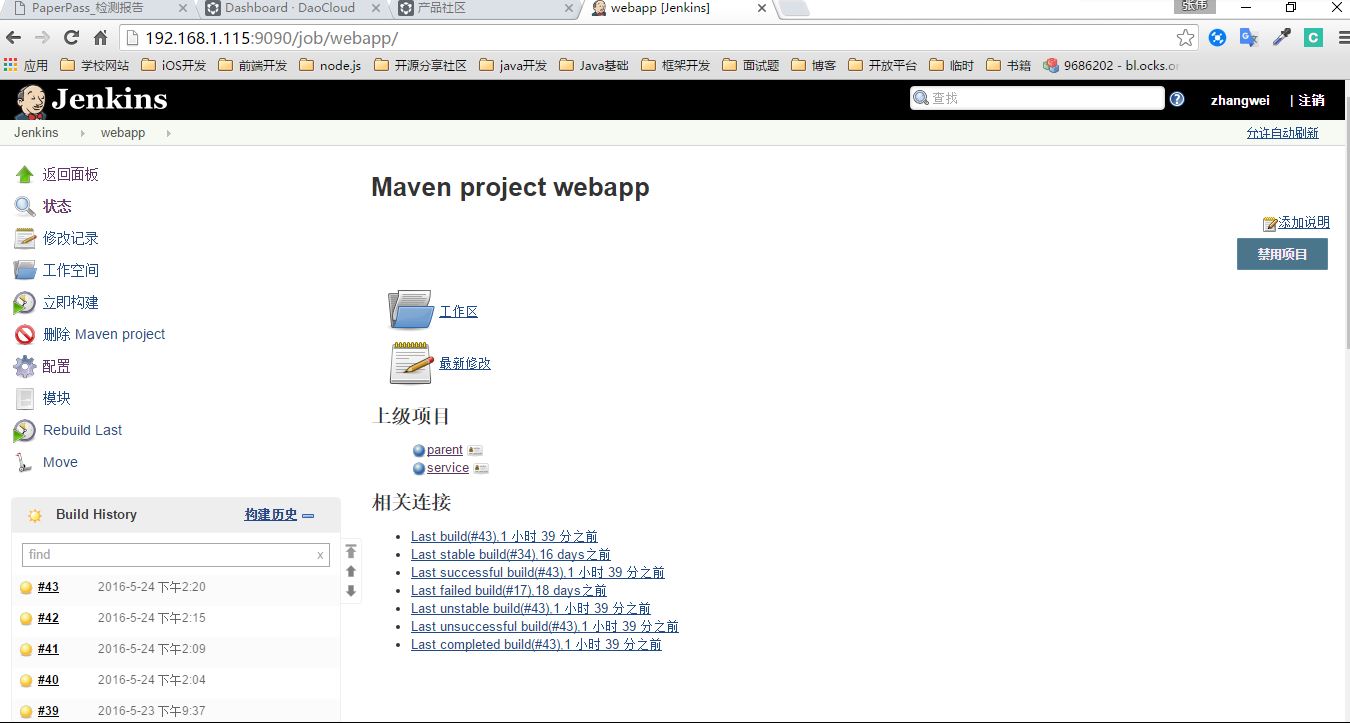 PaperPass_检测报告
Dashboard · DaoCloud
产品社区
webapp [Jenkins]
张伟
192.168.1.115:9090/job/webapp/
应用 学校网站 iOS开发 前端开发 node.js 开源分享社区 java开发 Java基础 框架开发 面试题 博客 开放平台 临时 书籍 9686202 - bl.ocks.or
Jenkins
查找
zhangwei | 注销
Jenkins webapp
允许自动刷新
返回面板
状态
修改记录
工作空间
立即构建
删除 Maven project
配置
模块
Rebuild Last
Move
Build History 构建历史
find x
#43 2016-5-24 下午2:20
#42 2016-5-24 下午2:15
#41 2016-5-24 下午2:09
#40 2016-5-24 下午2:04
#39 2016-5-23 下午9:37
Maven project webapp
添加说明
禁用项目
工作区
最新修改
上级项目
parent
service
相关连接
Last build(#43),1 小时 39 分之前
Last stable build(#34),16 days之前
Last successful build(#43),1 小时 39 分之前
Last failed build(#17),18 days之前
Last unstable build(#43),1 小时 39 分之前
Last unsuccessful build(#43),1 小时 39 分之前
Last completed build(#43),1 小时 39 分之前